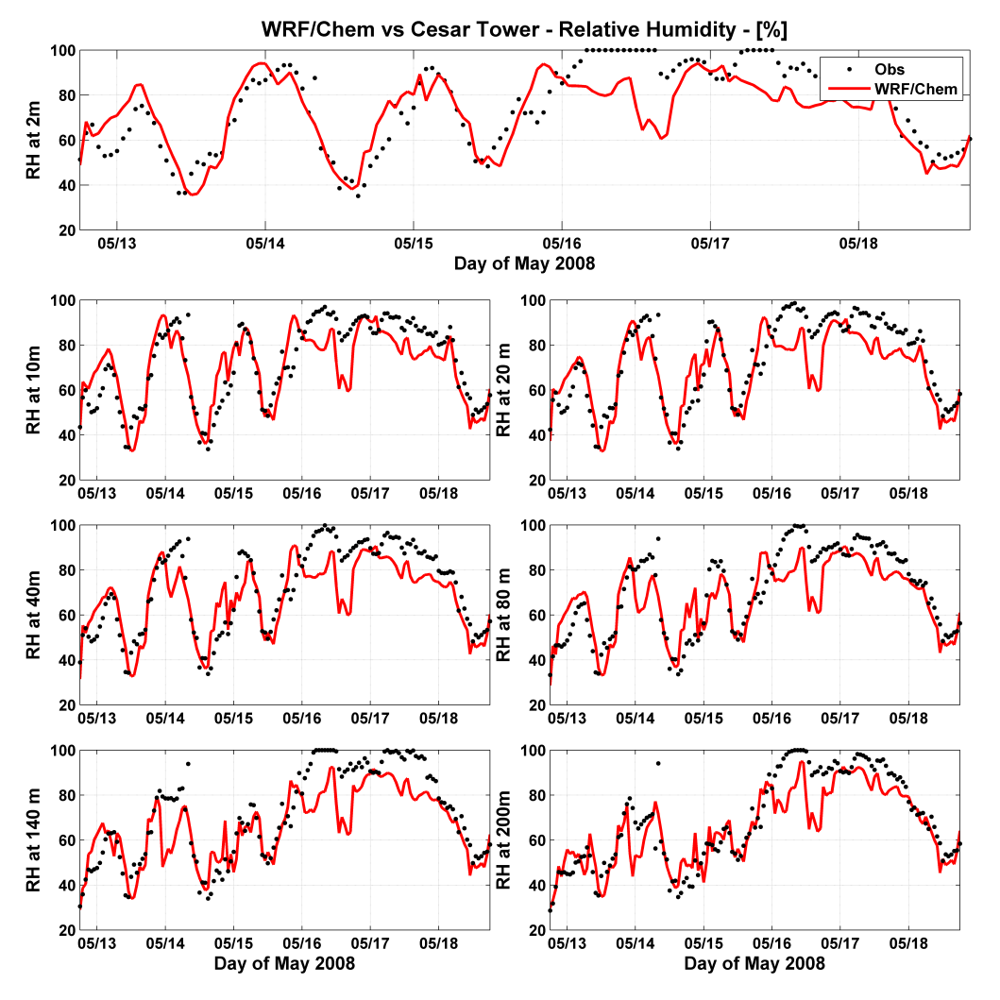 WRF/Chem vs Cesar Tower - Relative Humidity - [%]
100
80
60
40
20
RH at 2m
Obs
WRF/Chem
05/13 05/14 05/15 05/16 05/17 05/18
Day of May 2008
100
80
60
40
20
RH at 10m
05/13 05/14 05/15 05/16 05/17 05/18
100
80
60
40
20
RH at 20 m
05/13 05/14 05/15 05/16 05/17 05/18
100
80
60
40
20
RH at 40m
05/13 05/14 05/15 05/16 05/17 05/18
100
80
60
40
20
RH at 80 m
05/13 05/14 05/15 05/16 05/17 05/18
100
80
60
40
20
RH at 140 m
05/13 05/14 05/15 05/16 05/17 05/18
Day of May 2008
100
80
60
40
20
RH at 200m
05/13 05/14 05/15 05/16 05/17 05/18
Day of May 2008